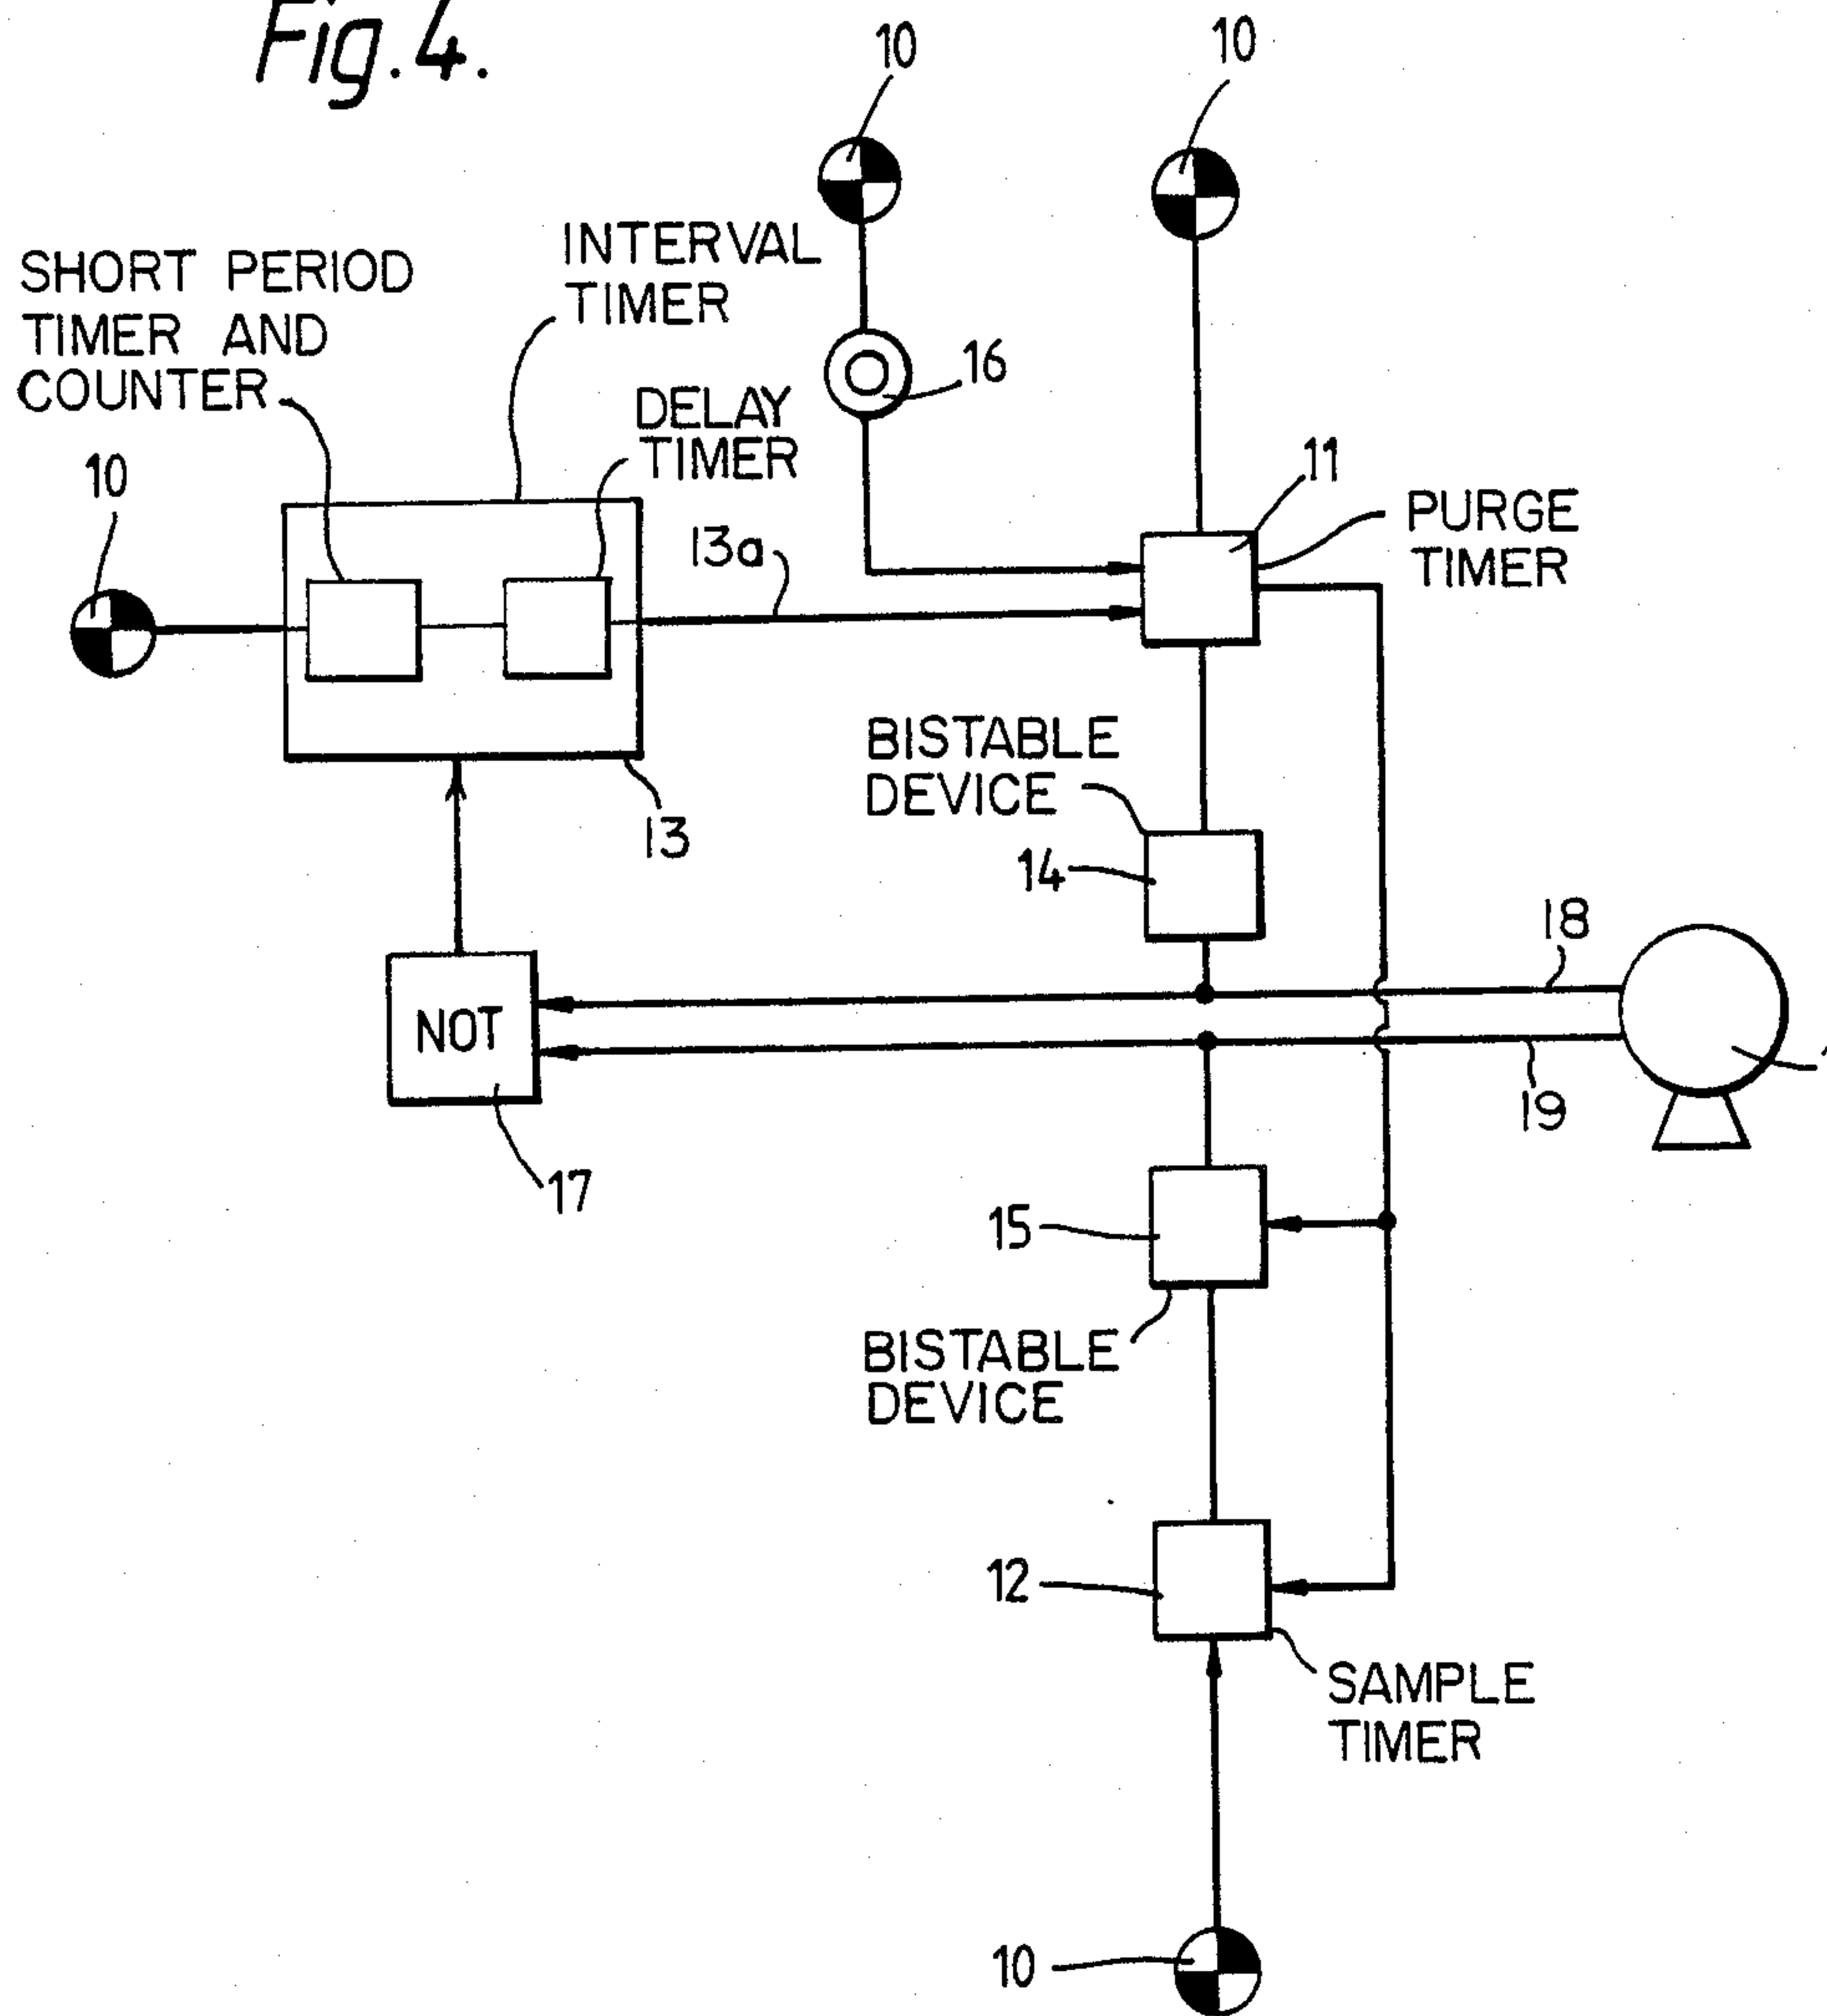 Fig. 4.
10
10
INTERVAL
TIMER
SHORT PERIOD
TIMER AND
COUNTER
16
DELAY
TIMER
10
11
13a
PURGE
TIMER
BISTABLE
DEVICE
13
14
18
NOT
19
17
15
BISTABLE
DEVICE
12
SAMPLE
TIMER
10